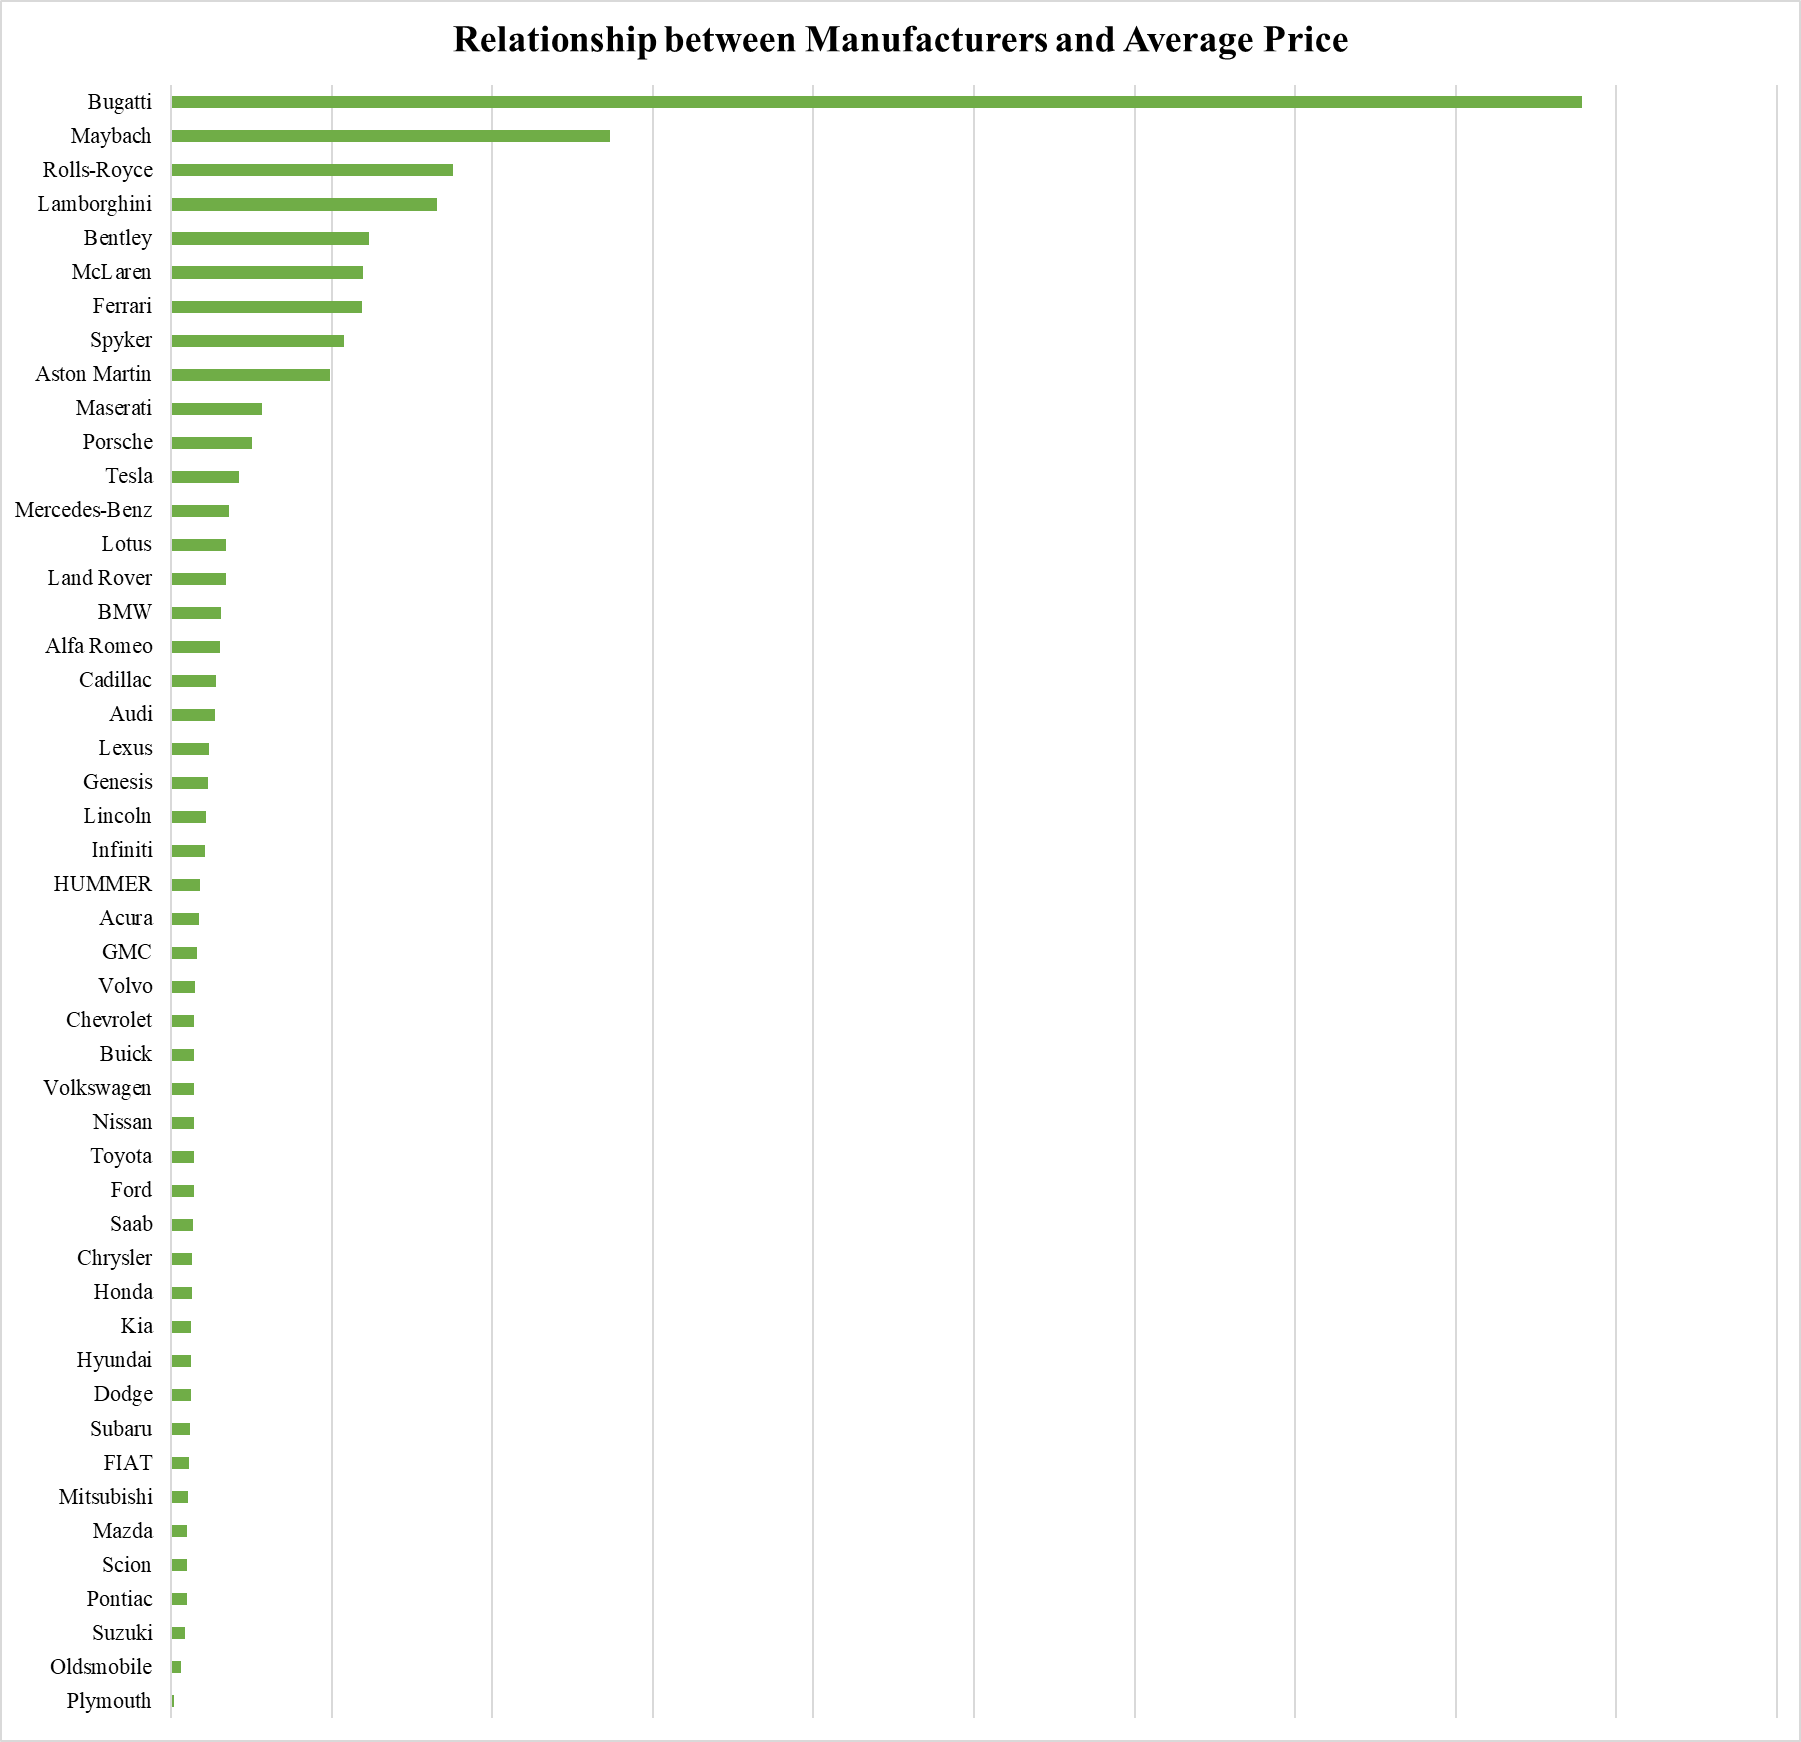 Relationship between Manufacturers and Average Price
Bugatti
Maybach
Rolls-Royce
Lamborghini
Bentley
McLaren
Ferrari
Spyker
Aston Martin
Maserati
Porsche
Tesla
Mercedes-Benz
Lotus
Land Rover
BMW
Alfa Romeo
Cadillac
Audi
Lexus
Genesis
Lincoln
Infiniti
HUMMER
Acura
GMC
Volvo
Chevrolet
Buick
Volkswagen
Nissan
Toyota
Ford
Saab
Chrysler
Honda
Kia
Hyundai
Dodge
Subaru
FIAT
Mitsubishi
Mazda
Scion
Pontiac
Suzuki
Oldsmobile
Plymouth